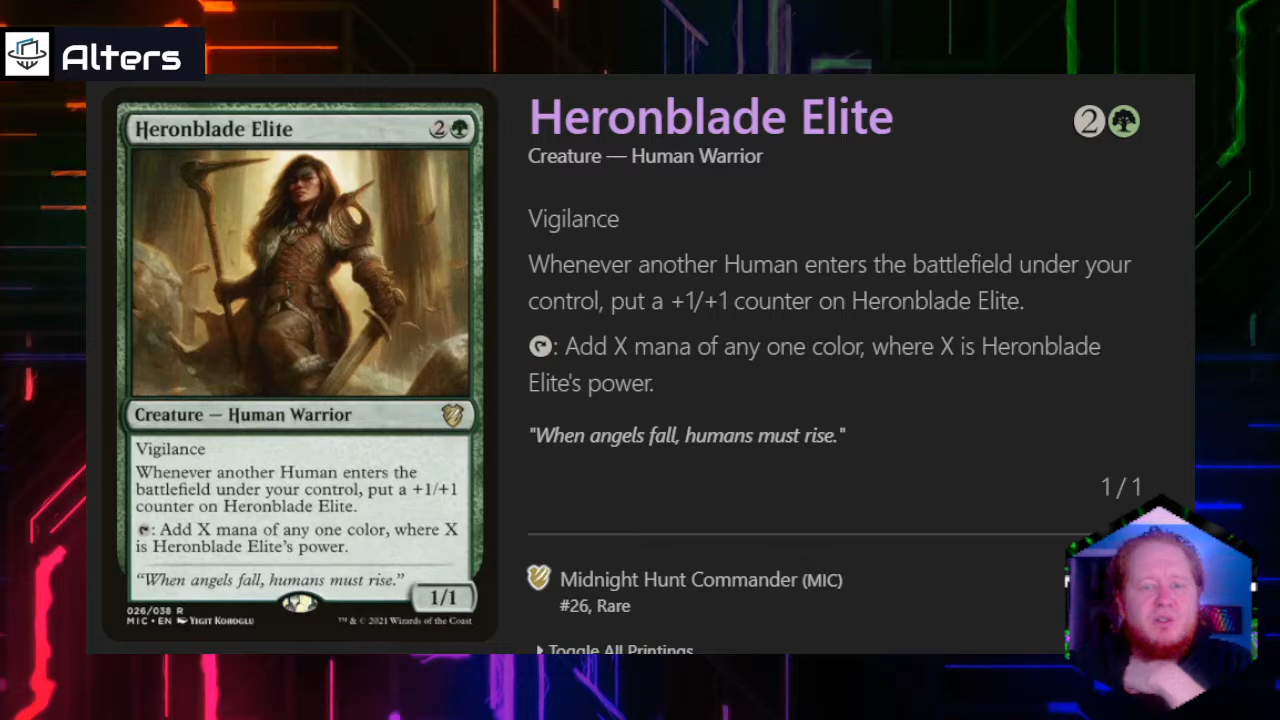 Alters
Heronblade Elite
2
Creature — Human Warrior
Vigilance
Whenever another Human enters the
battlefield under your control, put a +1/+1
counter on Heronblade Elite.
: Add X mana of any one color, where X
is Heronblade Elite's power.
“When angels fall, humans must rise.”
1/1
026/038 R
MIC • EN YIGIT KOROGLU
™ & © 2021 Wizards of the Coast
Heronblade Elite
2
Creature — Human Warrior
Vigilance
Whenever another Human enters the battlefield under your
control, put a +1/+1 counter on Heronblade Elite.
: Add X mana of any one color, where X is Heronblade
Elite's power.
"When angels fall, humans must rise."
1/1
Midnight Hunt Commander (MIC)
#26, Rare
Toggle All Printings